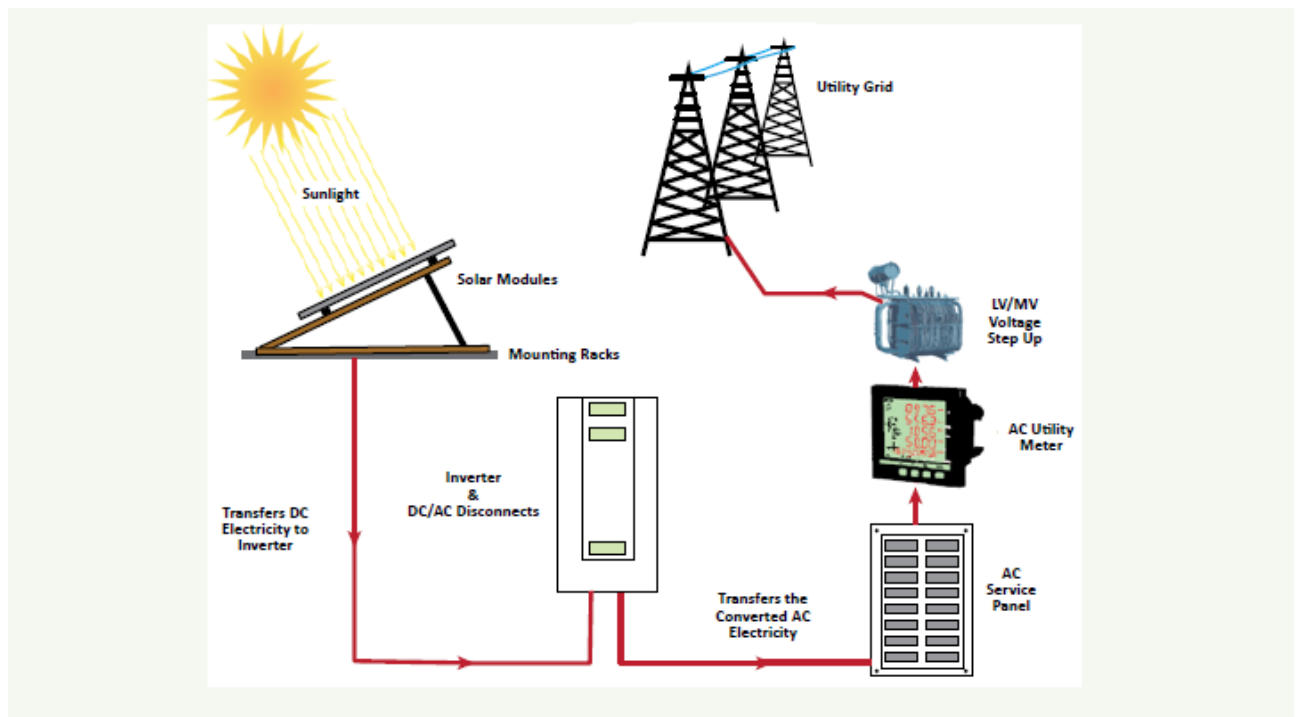 Utility Grid
Sunlight
Solar Modules
Mounting Racks
LV/MV
Voltage
Step Up
AC Utility
Meter
Inverter
&
DC/AC Disconnects
Transfers DC
Electricity to
Inverter
AC
Service
Panel
Transfers the
Converted AC
Electricity